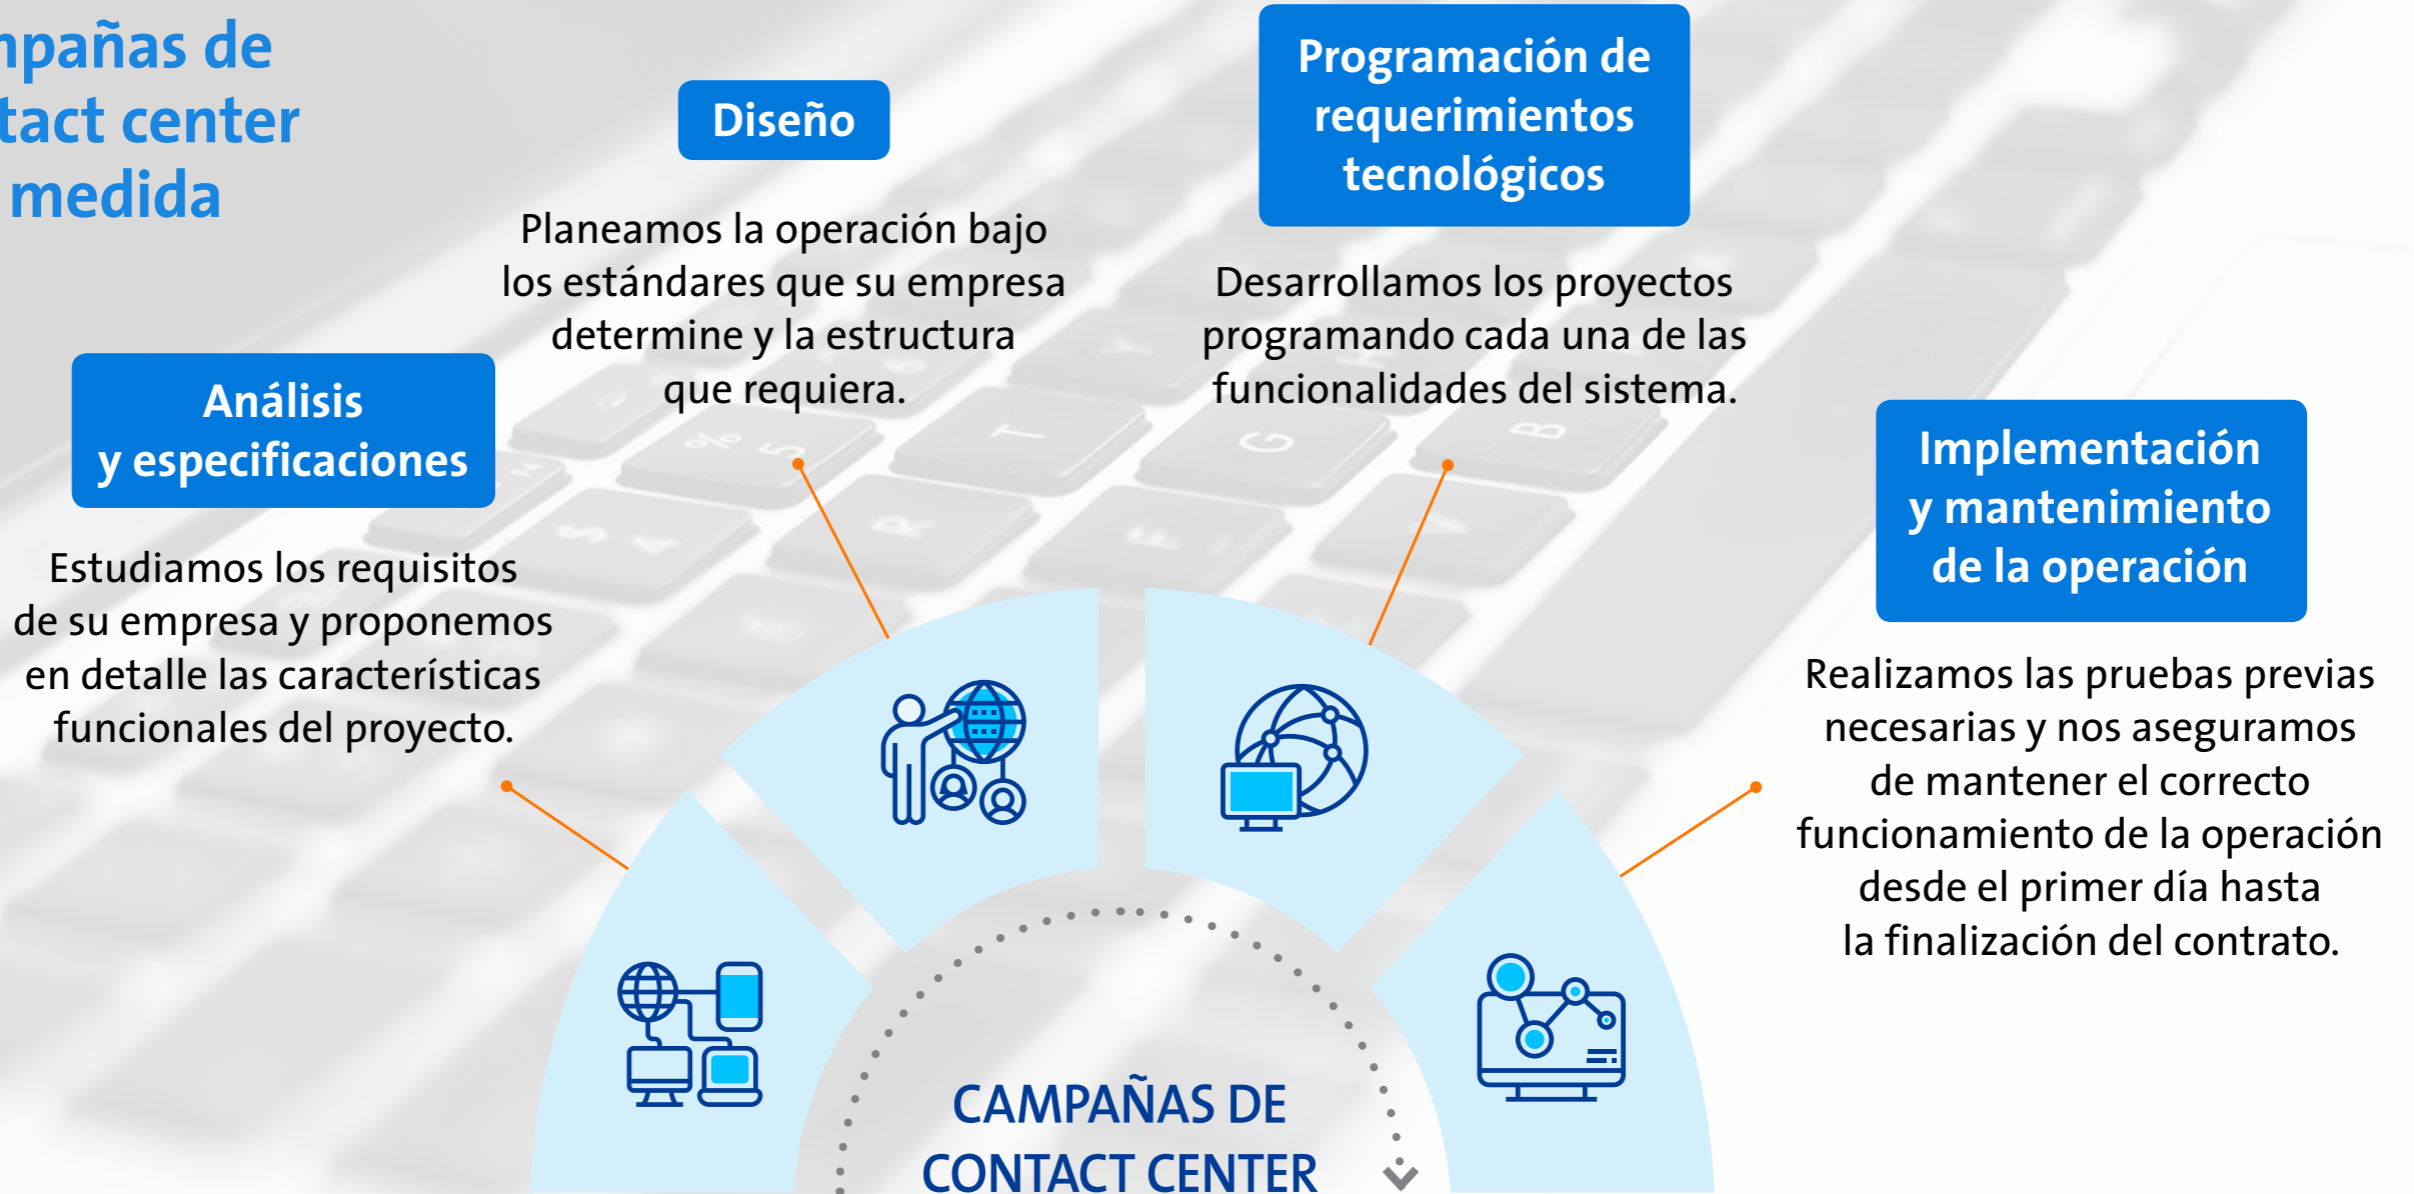 mpañas de
tact center
medida
Análisis
y especificaciones
Estudiamos los requisitos
de su empresa y proponemos
en detalle las características
funcionales del proyecto.
Diseño
Planeamos la operación bajo
los estándares que su empresa
determine y la estructura
que requiera.
Programación de
requerimientos
tecnológicos
Desarrollamos los proyectos
programando cada una de las
funcionalidades del sistema.
Implementación
y mantenimiento
de la operación
Realizamos las pruebas previas
necesarias y nos aseguramos
de mantener el correcto
funcionamiento de la operación
desde el primer día hasta
la finalización del contrato.
CAMPAÑAS DE
CONTACT CENTER